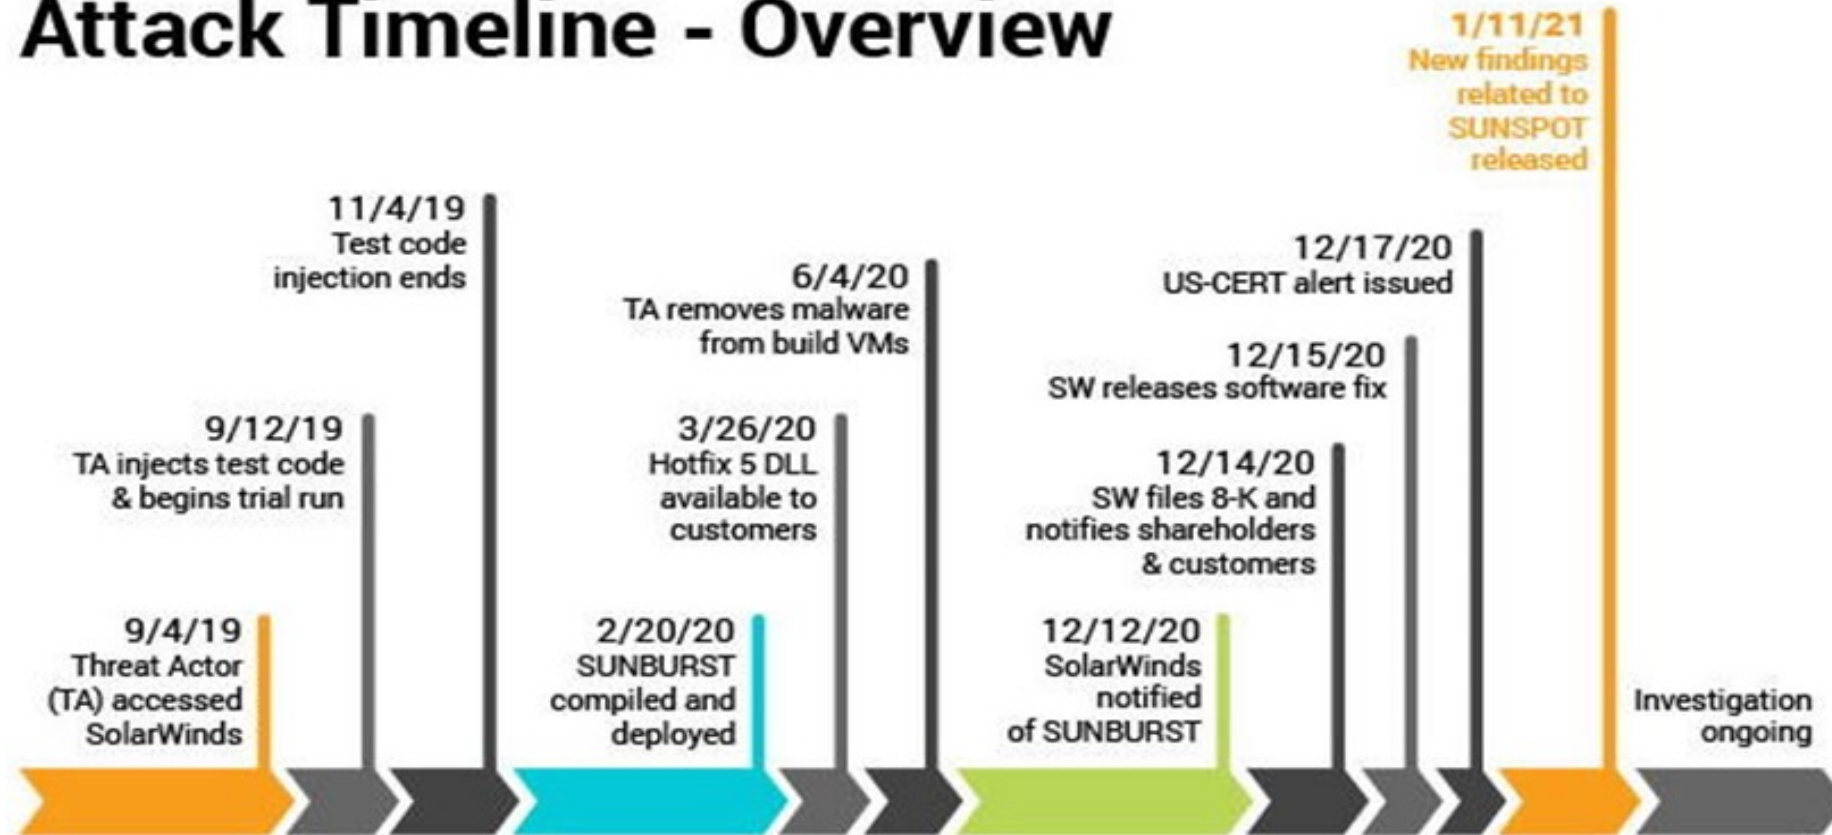 Attack Timeline - Overview
9/4/19
Threat Actor
(TA) accessed
SolarWinds
9/12/19
TA injects test code
& begins trial run
11/4/19
Test code
injection ends
2/20/20
SUNBURST
compiled and
deployed
3/26/20
Hotfix 5 DLL
available to
customers
6/4/20
TA removes malware
from build VMs
12/12/20
SolarWinds
notified
of SUNBURST
12/14/20
SW files 8-K and
notifies shareholders
& customers
12/15/20
SW releases software fix
12/17/20
US-CERT alert issued
1/11/21
New findings
related to
SUNSPOT
released
Investigation
ongoing